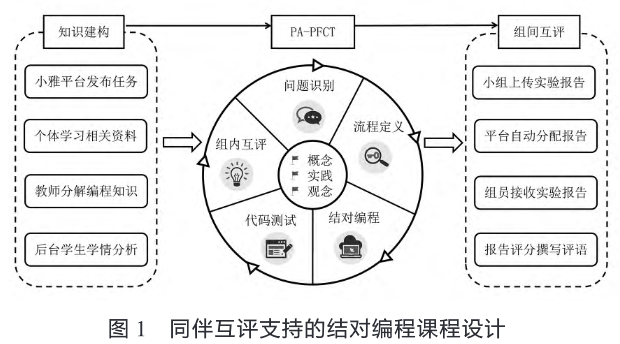 知识建构
PA-PFCT
组间互评
小雅平台发布任务
个体学习相关资料
教师分解编程知识
后台学生学情分析
问题识别
流程定义
结对编程
代码测试
组内互评
概念
实践
观念
小组上传实验报告
平台自动分配报告
组员接收实验报告
报告评分撰写评语
图 1 同伴互评支持的结对编程课程设计